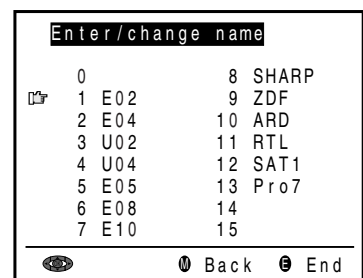 Enter/change name
0 8 SHARP
1 E02 9 ZDF
2 E04 10 ARD
3 U02 11 RTL
4 U04 12 SAT1
5 E05 13 Pro7
6 E08 14
7 E10 15
M Back E End